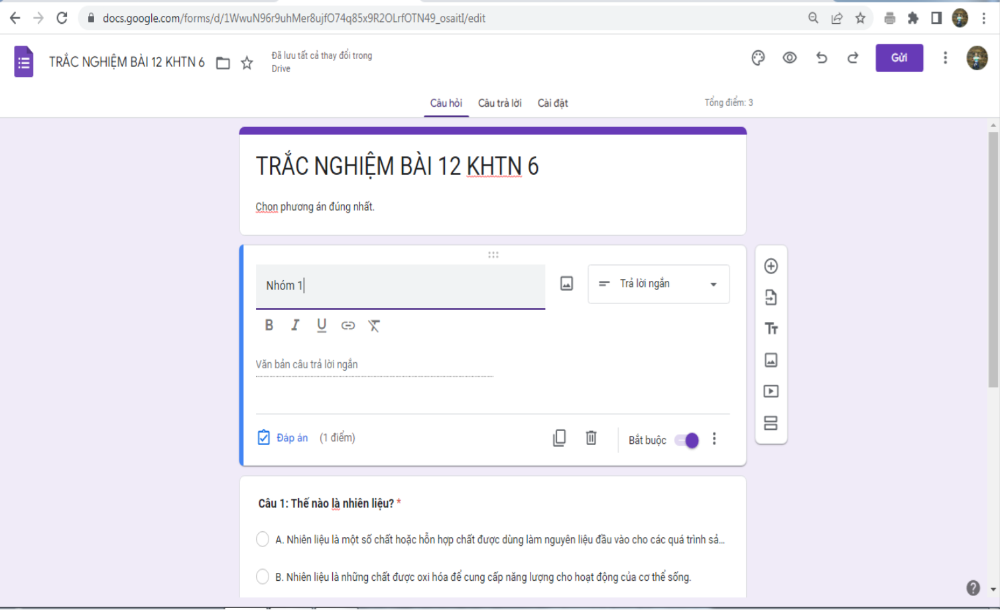 docs.google.com/forms/d/1WwuN96r9uhMer8ujfO74q85x9R2OLrfOTN49_osaitI/edit
TRẮC NGHIỆM BÀI 12 KHTN 6
Đã lưu tất cả thay đổi trong
Drive
Gửi
Câu hỏi
Câu trả lời
Cài đặt
Tổng điểm: 3
TRẮC NGHIỆM BÀI 12 KHTN 6
Chon phương án đúng nhất.
Nhóm 1
Trả lời ngắn
B I U
Văn bản câu trả lời ngắn
Đáp án (1 điểm)
Bắt buộc
Câu 1: Thế nào là nhiên liệu? *
A. Nhiên liệu là một số chất hoặc hỗn hợp chất được dùng làm nguyên liệu đầu vào cho các quá trình sả...
B. Nhiên liệu là những chất được oxi hóa để cung cấp năng lượng cho hoạt động của cơ thể sống.